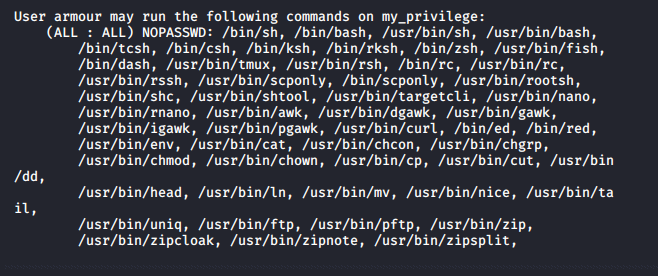 User armour may run the following commands on my_privilege:
(ALL : ALL) NOPASSWD: /bin/sh, /bin/bash, /usr/bin/sh, /usr/bin/bash,
/bin/tcsh, /bin/csh, /bin/ksh, /bin/rksh, /bin/zsh, /usr/bin/fish,
/bin/dash, /usr/bin/tmux, /usr/bin/rsh, /bin/rc, /usr/bin/rc,
/usr/bin/rssh, /usr/bin/scponly, /bin/scponly, /usr/bin/rootsh,
/usr/bin/shc, /usr/bin/shtool, /usr/bin/targetcli, /usr/bin/nano,
/usr/bin/rnano, /usr/bin/awk, /usr/bin/dgawk, /usr/bin/gawk,
/usr/bin/igawk, /usr/bin/pgawk, /usr/bin/curl, /bin/ed, /bin/red,
/usr/bin/env, /usr/bin/cat, /usr/bin/chcon, /usr/bin/chgrp,
/usr/bin/chmod, /usr/bin/chown, /usr/bin/cp, /usr/bin/cut, /usr/bin
/dd,
/usr/bin/head, /usr/bin/ln, /usr/bin/mv, /usr/bin/nice, /usr/bin/ta
il,
/usr/bin/uniq, /usr/bin/ftp, /usr/bin/pftp, /usr/bin/zip,
/usr/bin/zipcloak, /usr/bin/zipnote, /usr/bin/zipsplit,